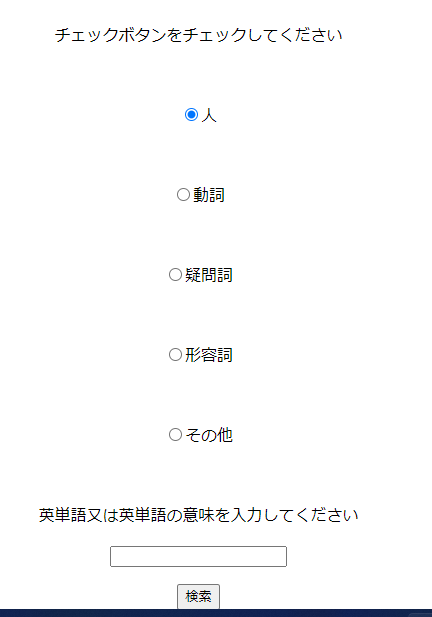 チェックボタンをチェックしてください
人
動詞
疑問詞
形容詞
その他
英単語又は英単語の意味を入力してください
検索